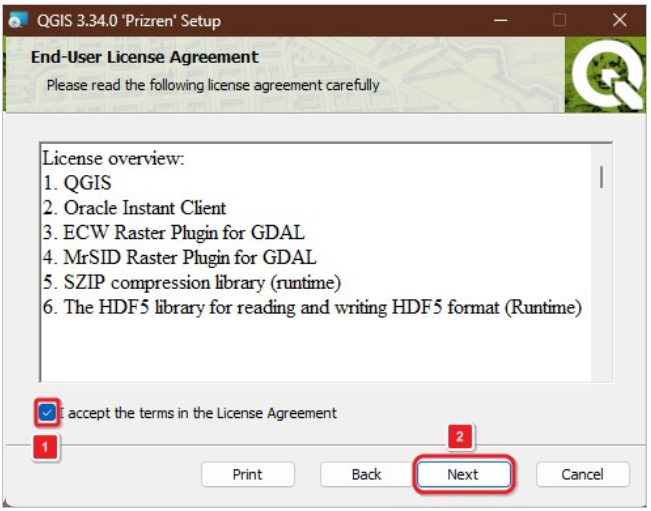 QGIS 3.34.0 'Prizren' Setup
End-User License Agreement
Please read the following license agreement carefully
License overview:
1. QGIS
2. Oracle Instant Client
3. ECW Raster Plugin for GDAL
4. MrSID Raster Plugin for GDAL
5. SZIP compression library (runtime)
6. The HDF5 library for reading and writing HDF5 format (Runtime)
I accept the terms in the License Agreement
1
2
Print Back Next Cancel